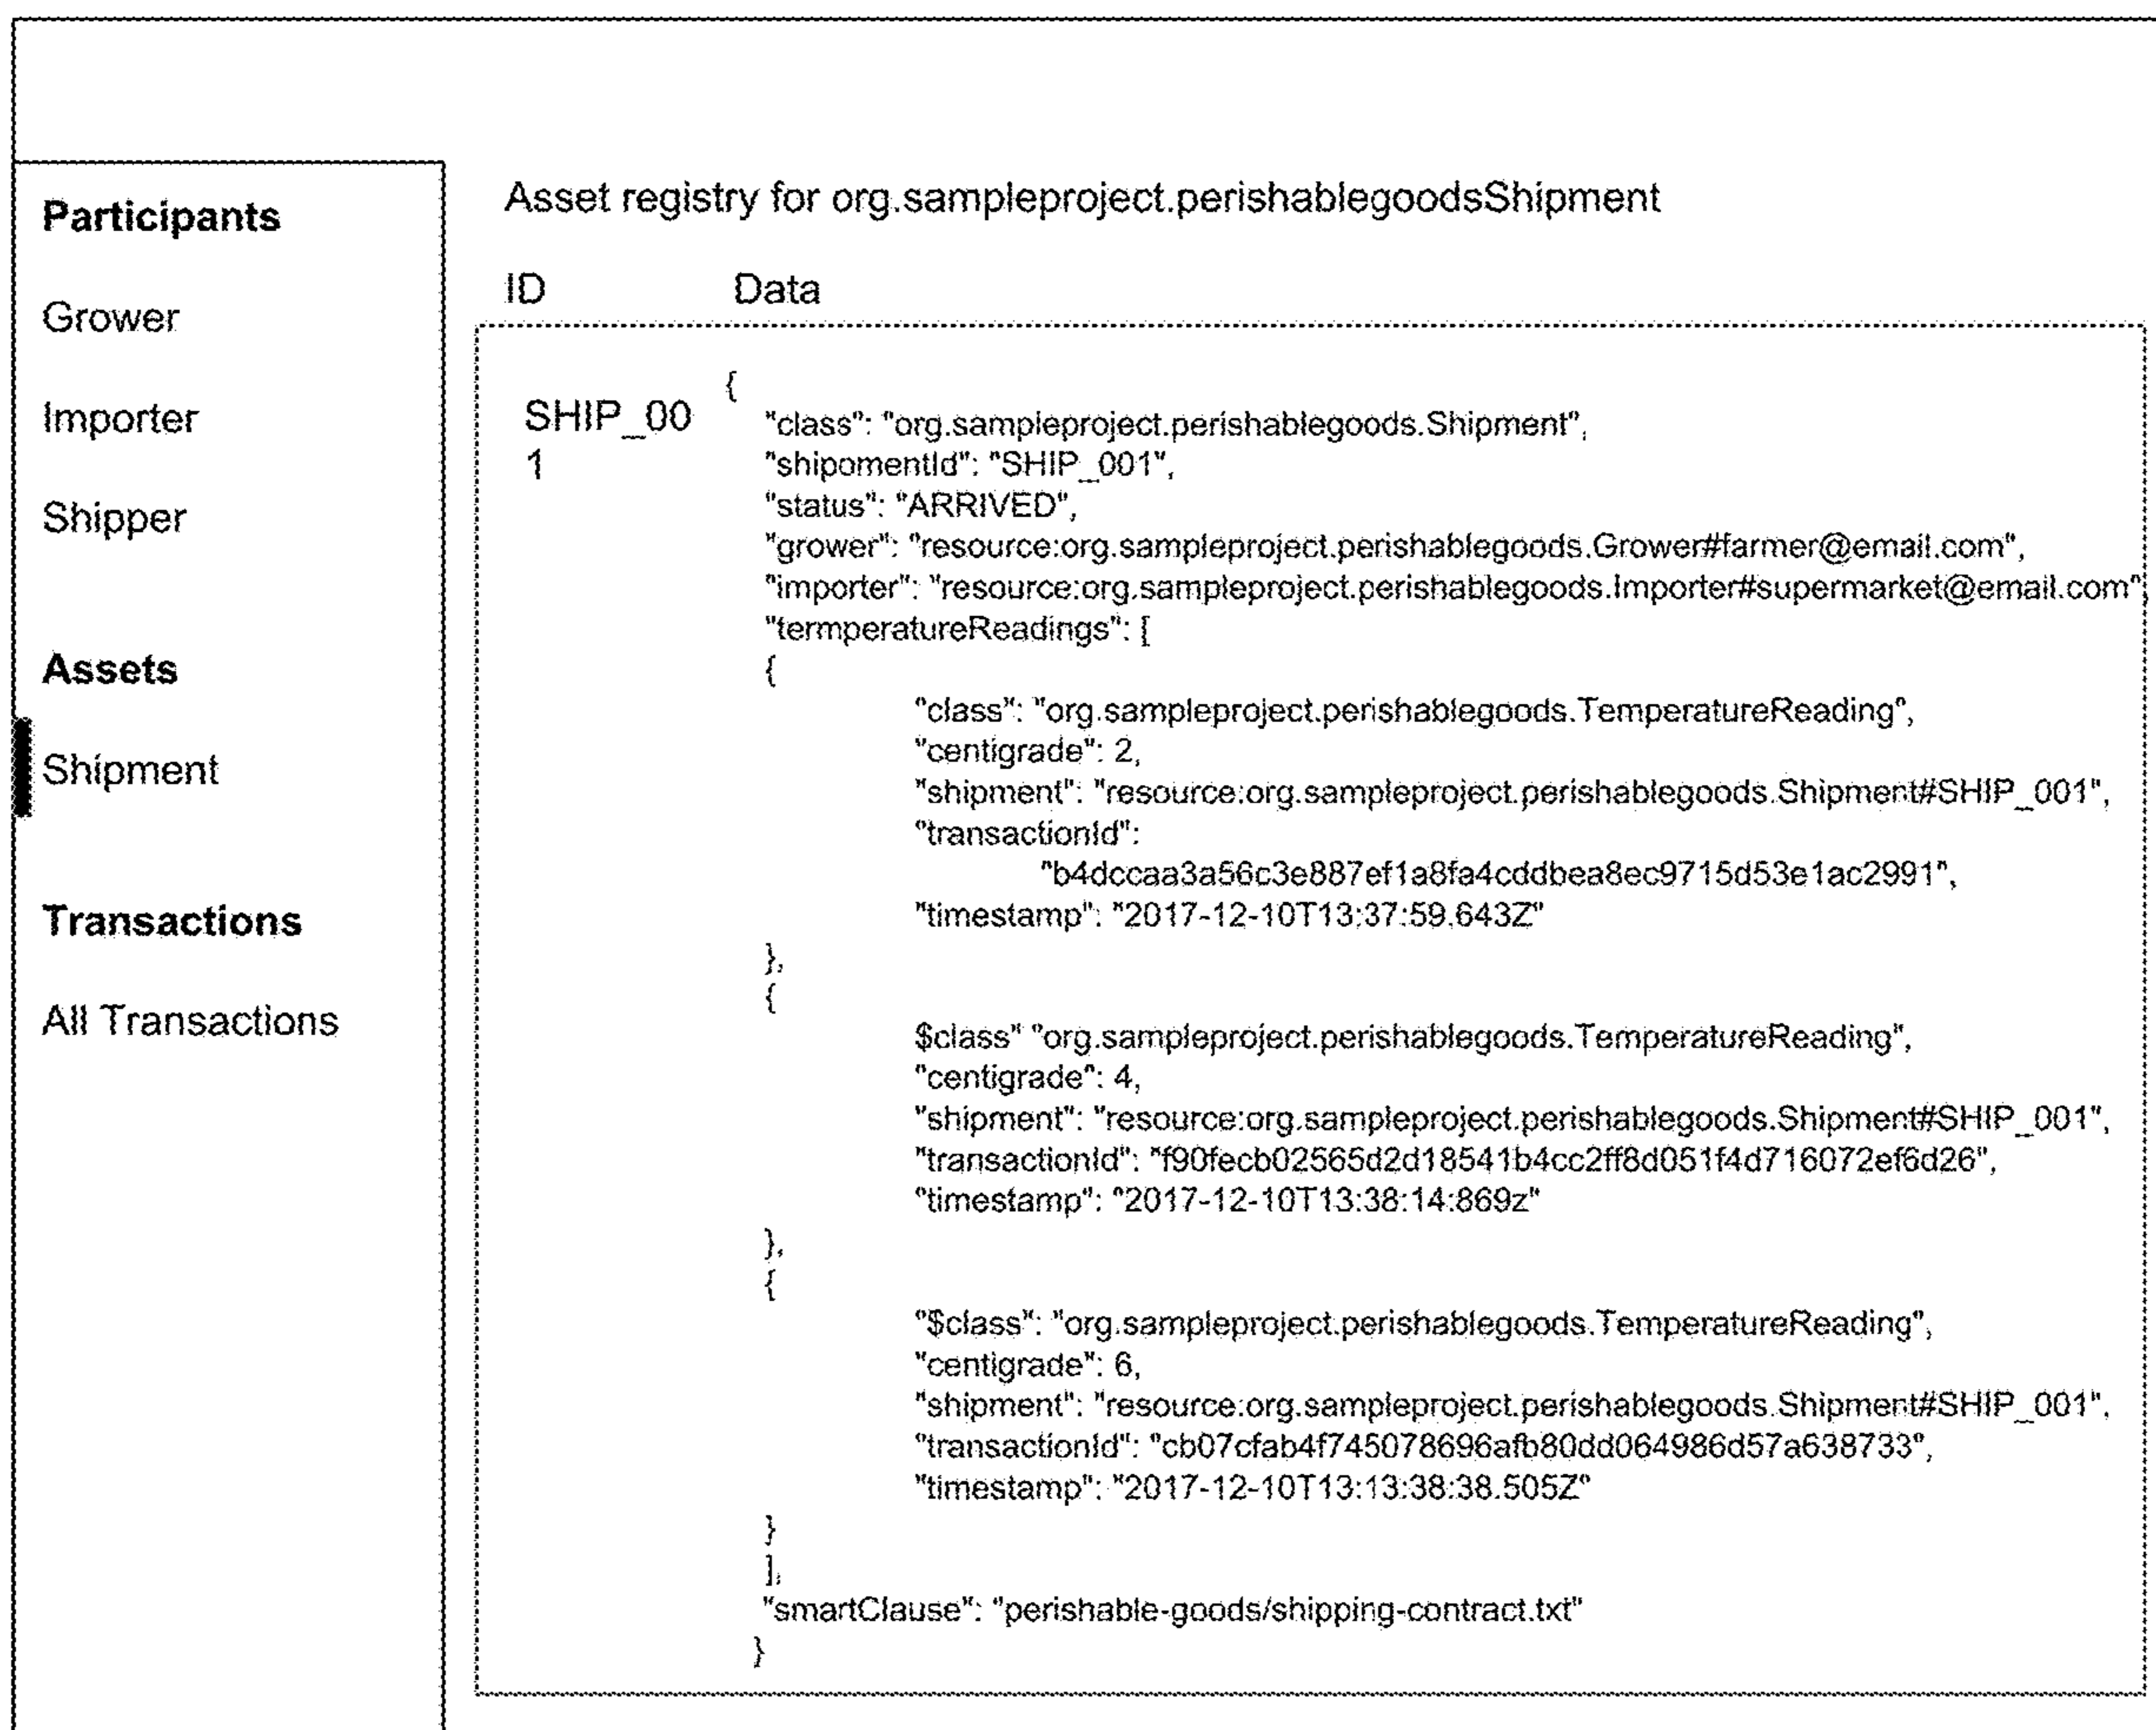 Participants
Grower
Importer
Shipper
Assets
Shipment
Transactions
All Transactions
Asset registry for org.sampleproject.perishablegoodsShipment
ID Data
SHIP_00
1
{
"class": "org.sampleproject.perishablegoods.Shipment",
"shipomentId": "SHIP_001",
"status": "ARRIVED",
"grower": "resource:org.sampleproject.perishablegoods.Grower#farmer@email.com",
"importer": "resource:org.sampleproject.perishablegoods.Importer#supermarket@email.com",
"termperatureReadings": [
{
"class": "org.sampleproject.perishablegoods.TemperatureReading",
"centigrade": 2,
"shipment": "resource:org.sampleproject.perishablegoods.Shipment#SHIP_001",
"transactionId":
"b4dccaa3a56c3e887ef1a8fa4cddbea8ec9715d53e1ac2991",
"timestamp": "2017-12-10T13:37:59.643Z"
},
{
$class" "org.sampleproject.perishablegoods.TemperatureReading",
"centigrade": 4,
"shipment": "resource:org.sampleproject.perishablegoods.Shipment#SHIP_001",
"transactionId": "f90fecb02565d2d18541b4cc2ff8d051f4d716072ef6d26",
"timestamp": "2017-12-10T13:38:14:869z"
},
{
"$class": "org.sampleproject.perishablegoods.TemperatureReading",
"centigrade": 6,
"shipment": "resource:org.sampleproject.perishablegoods.Shipment#SHIP_001",
"transactionId": "cb07cfab4f745078696afb80dd064986d57a638733",
"timestamp": "2017-12-10T13:13:38:38.505Z"
}
],
"smartClause": "perishable-goods/shipping-contract.txt"
}